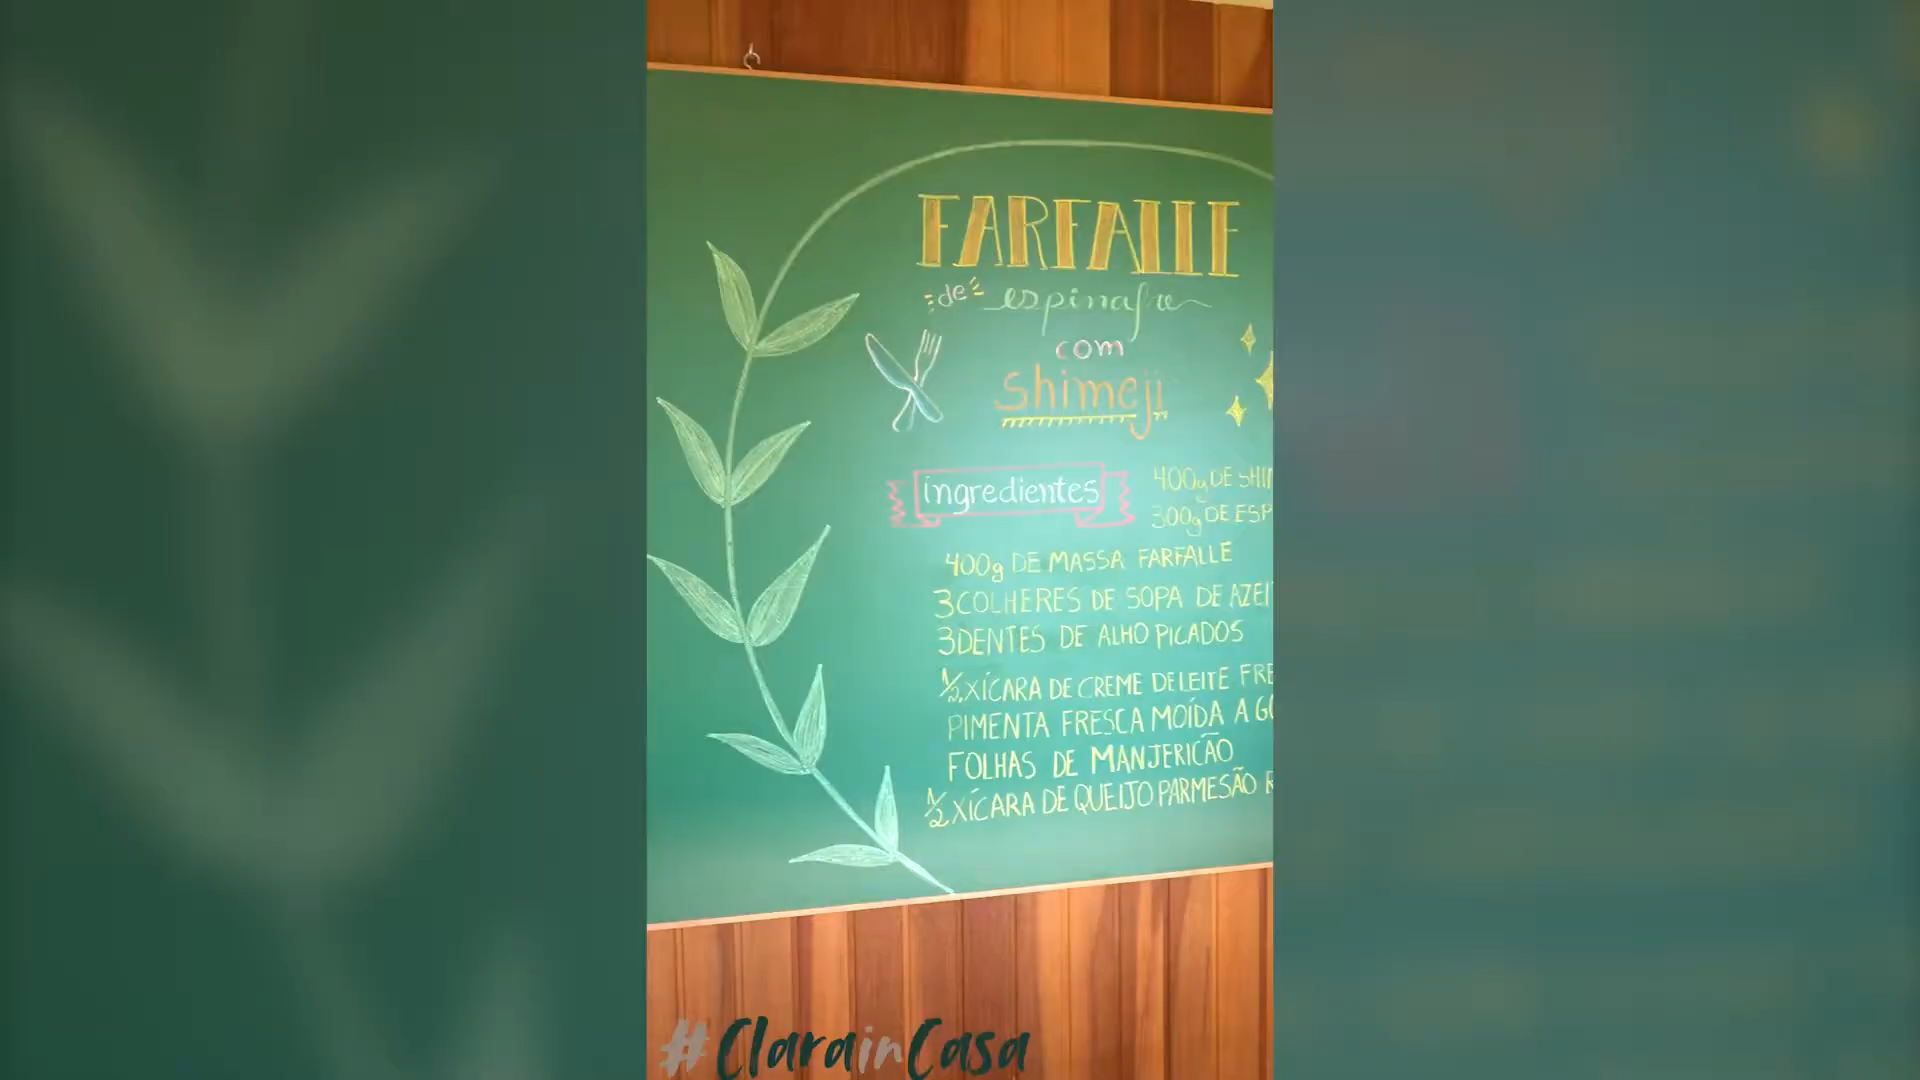 FARFALLE
de espinafre
com
shimeji
ingredientes
400g DE SHI
300g DE ESP
400g DE MASSA FARFALLE
3 COLHERES DE SOPA DE AZEI
3 DENTES DE ALHO PICADOS
1/2 XÍCARA DE CREME DE LEITE FRE
PIMENTA FRESCA MOÍDA A GO
FOLHAS DE MANJERICÃO
1/2 XÍCARA DE QUEIJO PARMESÃO R
#ClarainCasa